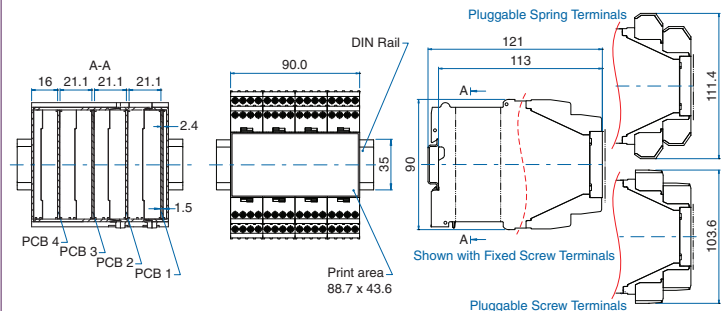 Pluggable Spring Terminals
DIN Rail
A-A
16 21.1 21.1 21.1
2.4
1.5
PCB 4
PCB 3
PCB 2
PCB 1
90.0
35
Print area
88.7 x 43.6
121
113
A
90
A
Shown with Fixed Screw Terminals
111.4
103.6
Pluggable Screw Terminals